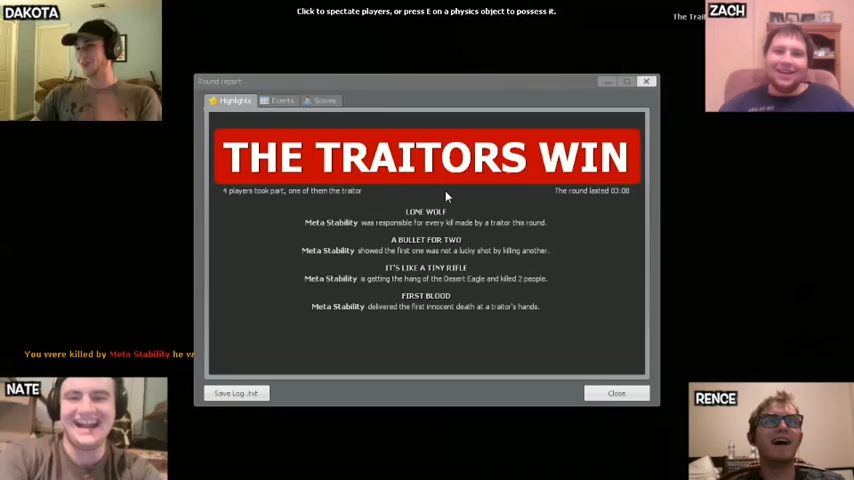 DAKOTA
Click to spectate players, or press E on a physics object to possess it.
ZACH
Round report
Highlights
Events
Scores
THE TRAITORS WIN
4 players took part, one of them the traitor
The round lasted 03:08
LONE WOLF
Meta Stability was responsible for every kill made by a traitor this round.
A BULLET FOR TWO
Meta Stability showed the first one was not a lucky shot by killing another.
IT'S LIKE A TINY RIFLE
Meta Stability is getting the hang of the Desert Eagle and killed 2 people.
FIRST BLOOD
Meta Stability delivered the first innocent death at a traitor's hands.
You were killed by Meta Stability he w
NATE
RENCE
Save Log .txt
Close